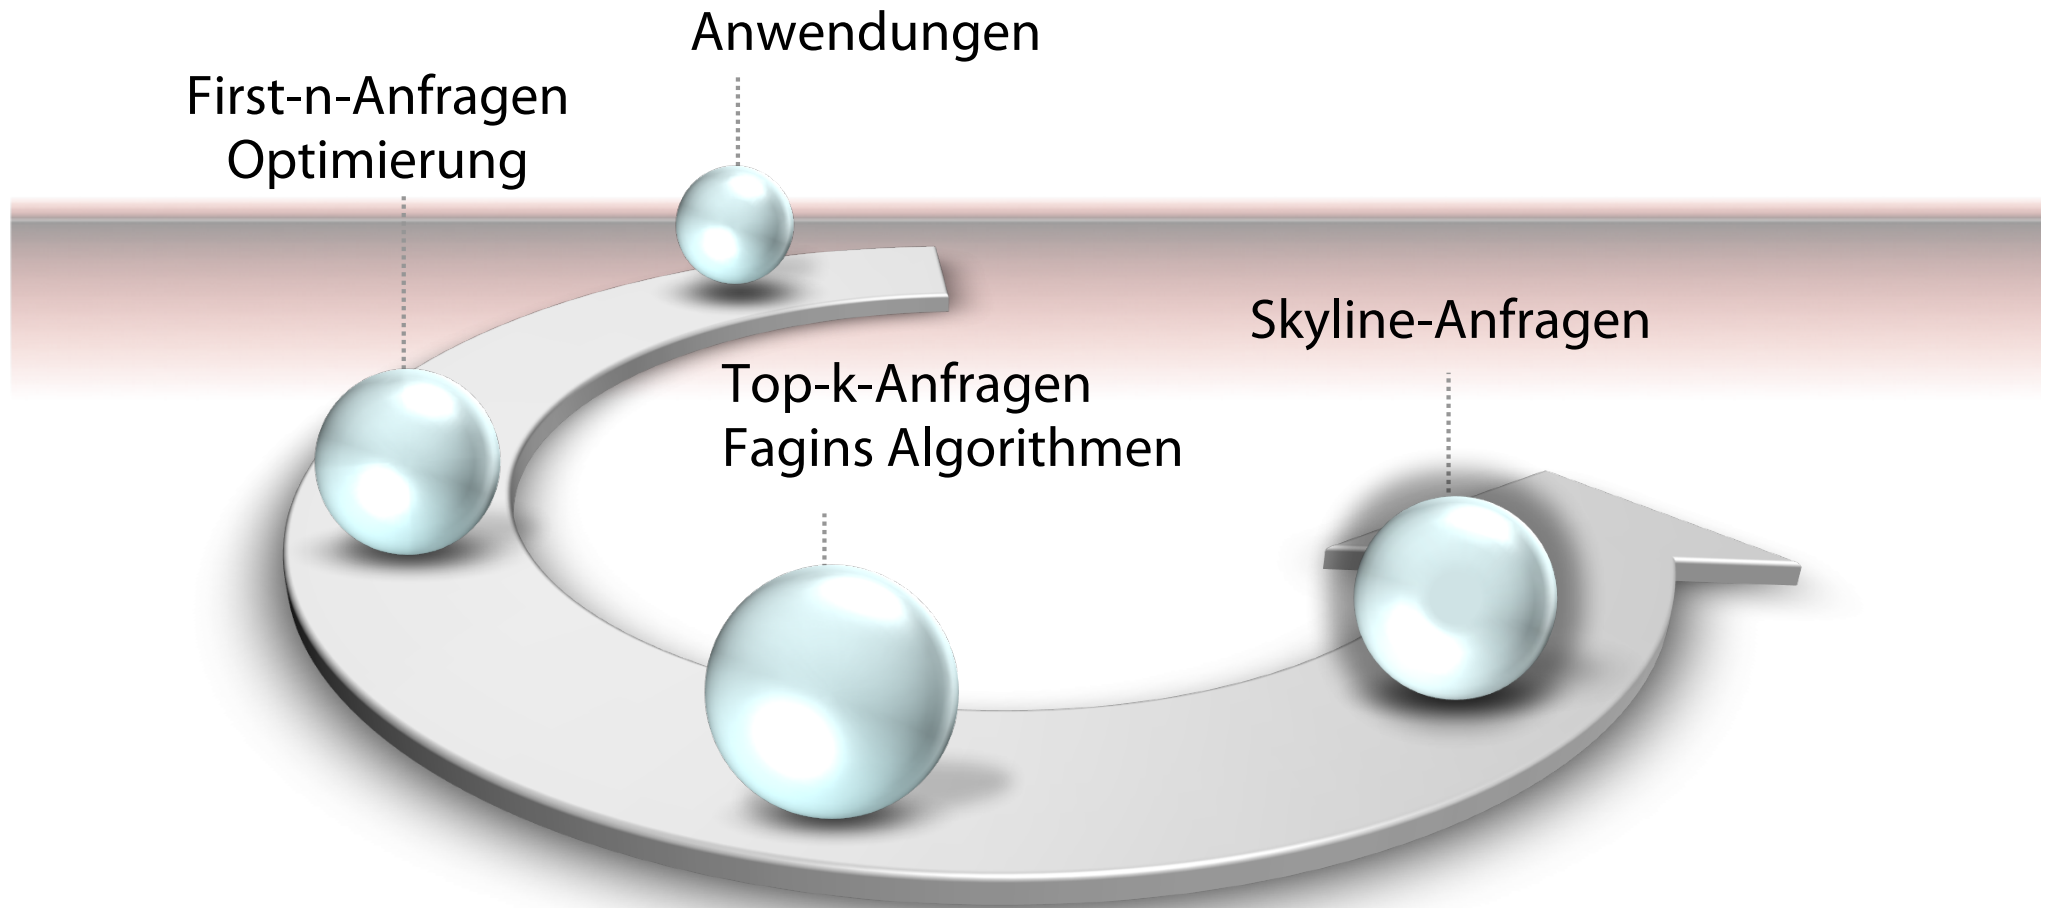 Anwendungen
First-n-Anfragen
Optimierung
Skyline-Anfragen
Top-k-Anfragen
Fagins Algorithmen